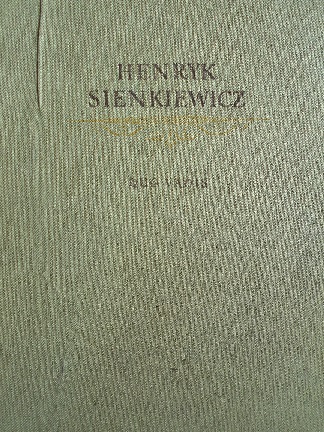 HENRYK
SIENKIEWICZ
QUO VADIS